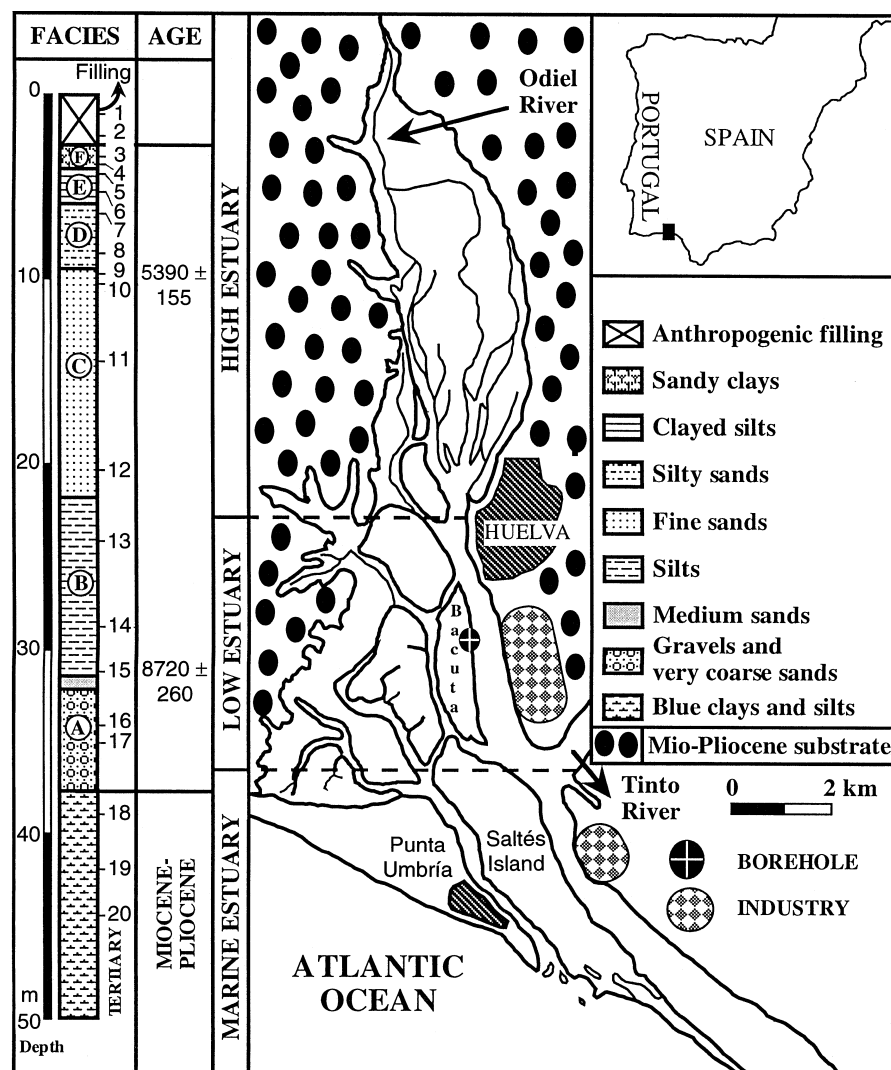 FACIES
AGE
Filling
0
10
20
30
40
m
50
Depth
1
2
3
4
5
6
7
8
9
10
11
12
13
14
15
16
17
18
19
20
F
E
D
C
B
A
TERTIARY
5390 ±
155
8720 ±
260
MIOCENE-
PLIOCENE
HIGH ESTUARY
LOW ESTUARY
MARINE ESTUARY
Odiel
River
HUELVA
Bacuta
Punta
Umbría
Saltés
Island
ATLANTIC
OCEAN
Tinto
River
PORTUGAL
SPAIN
Anthropogenic filling
Sandy clays
Clayed silts
Silty sands
Fine sands
Silts
Medium sands
Gravels and
very coarse sands
Blue clays and silts
Mio-Pliocene substrate
0 2 km
BOREHOLE
INDUSTRY